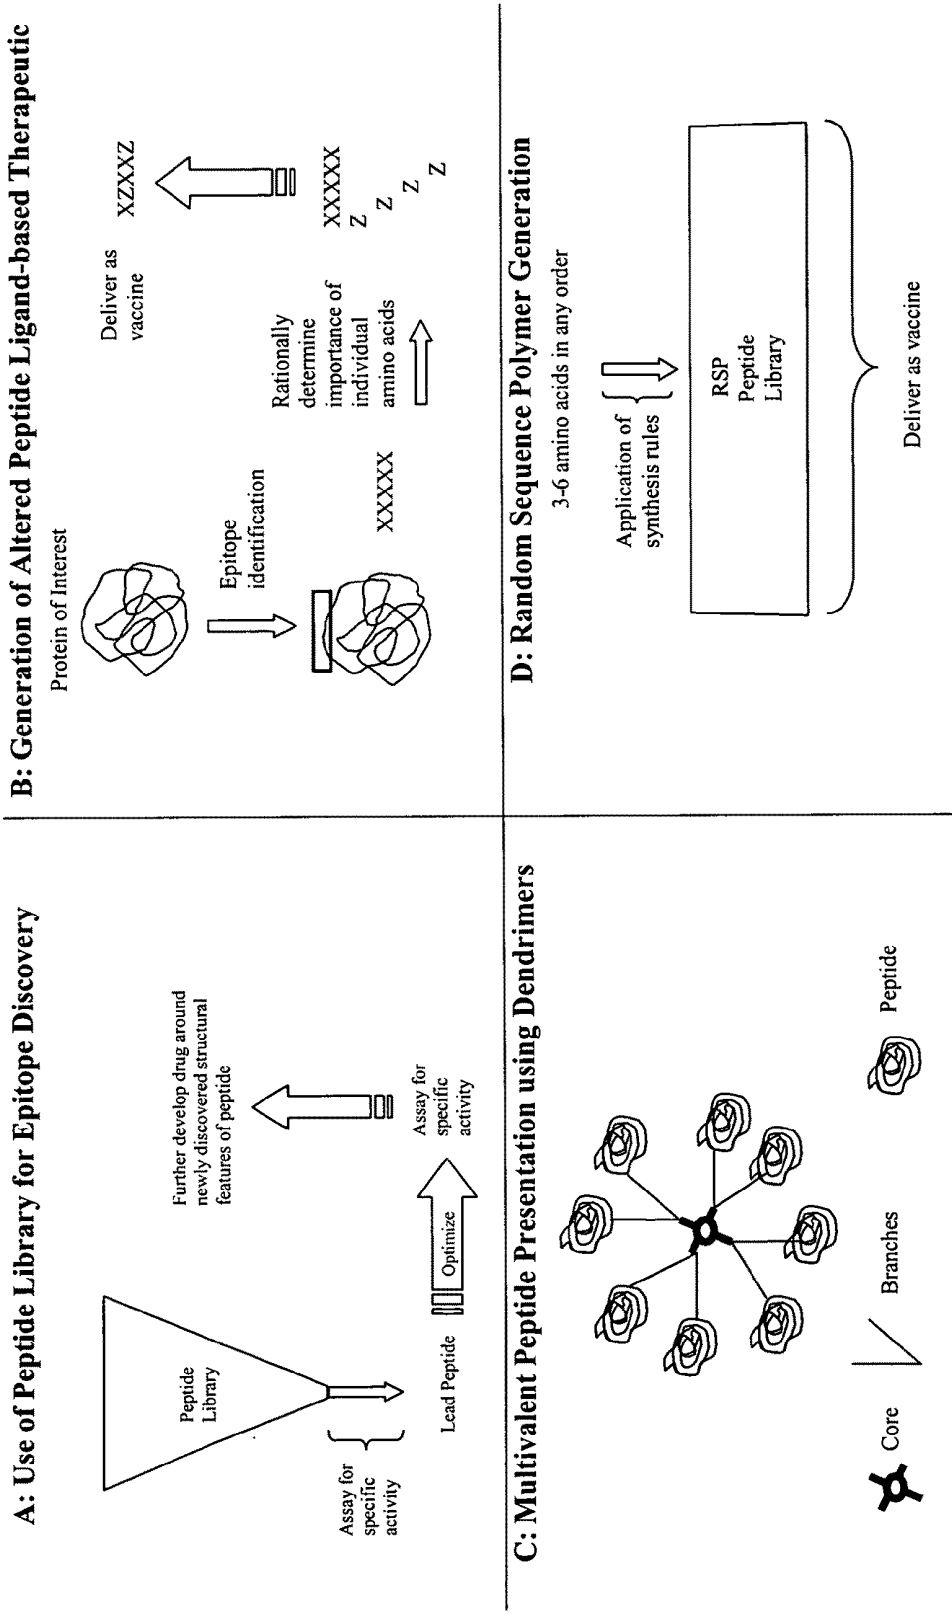 A: Use of Peptide Library for Epitope Discovery
Peptide
Library
Assay for
specific
activity
Lead Peptide
Optimize
Assay for
specific
activity
Further develop drug around
newly discovered structural
features of peptide
B: Generation of Altered Peptide Ligand-based Therapeutic
Protein of Interest
Epitope
identification
XXXXX
Rationally
determine
importance of
individual
amino acids
XXXXX
Z
Z
Z
Z
Deliver as
vaccine
XZXXZ
C: Multivalent Peptide Presentation using Dendrimers
Core
Branches
Peptide
D: Random Sequence Polymer Generation
3-6 amino acids in any order
Application of
synthesis rules
RSP
Peptide
Library
Deliver as vaccine